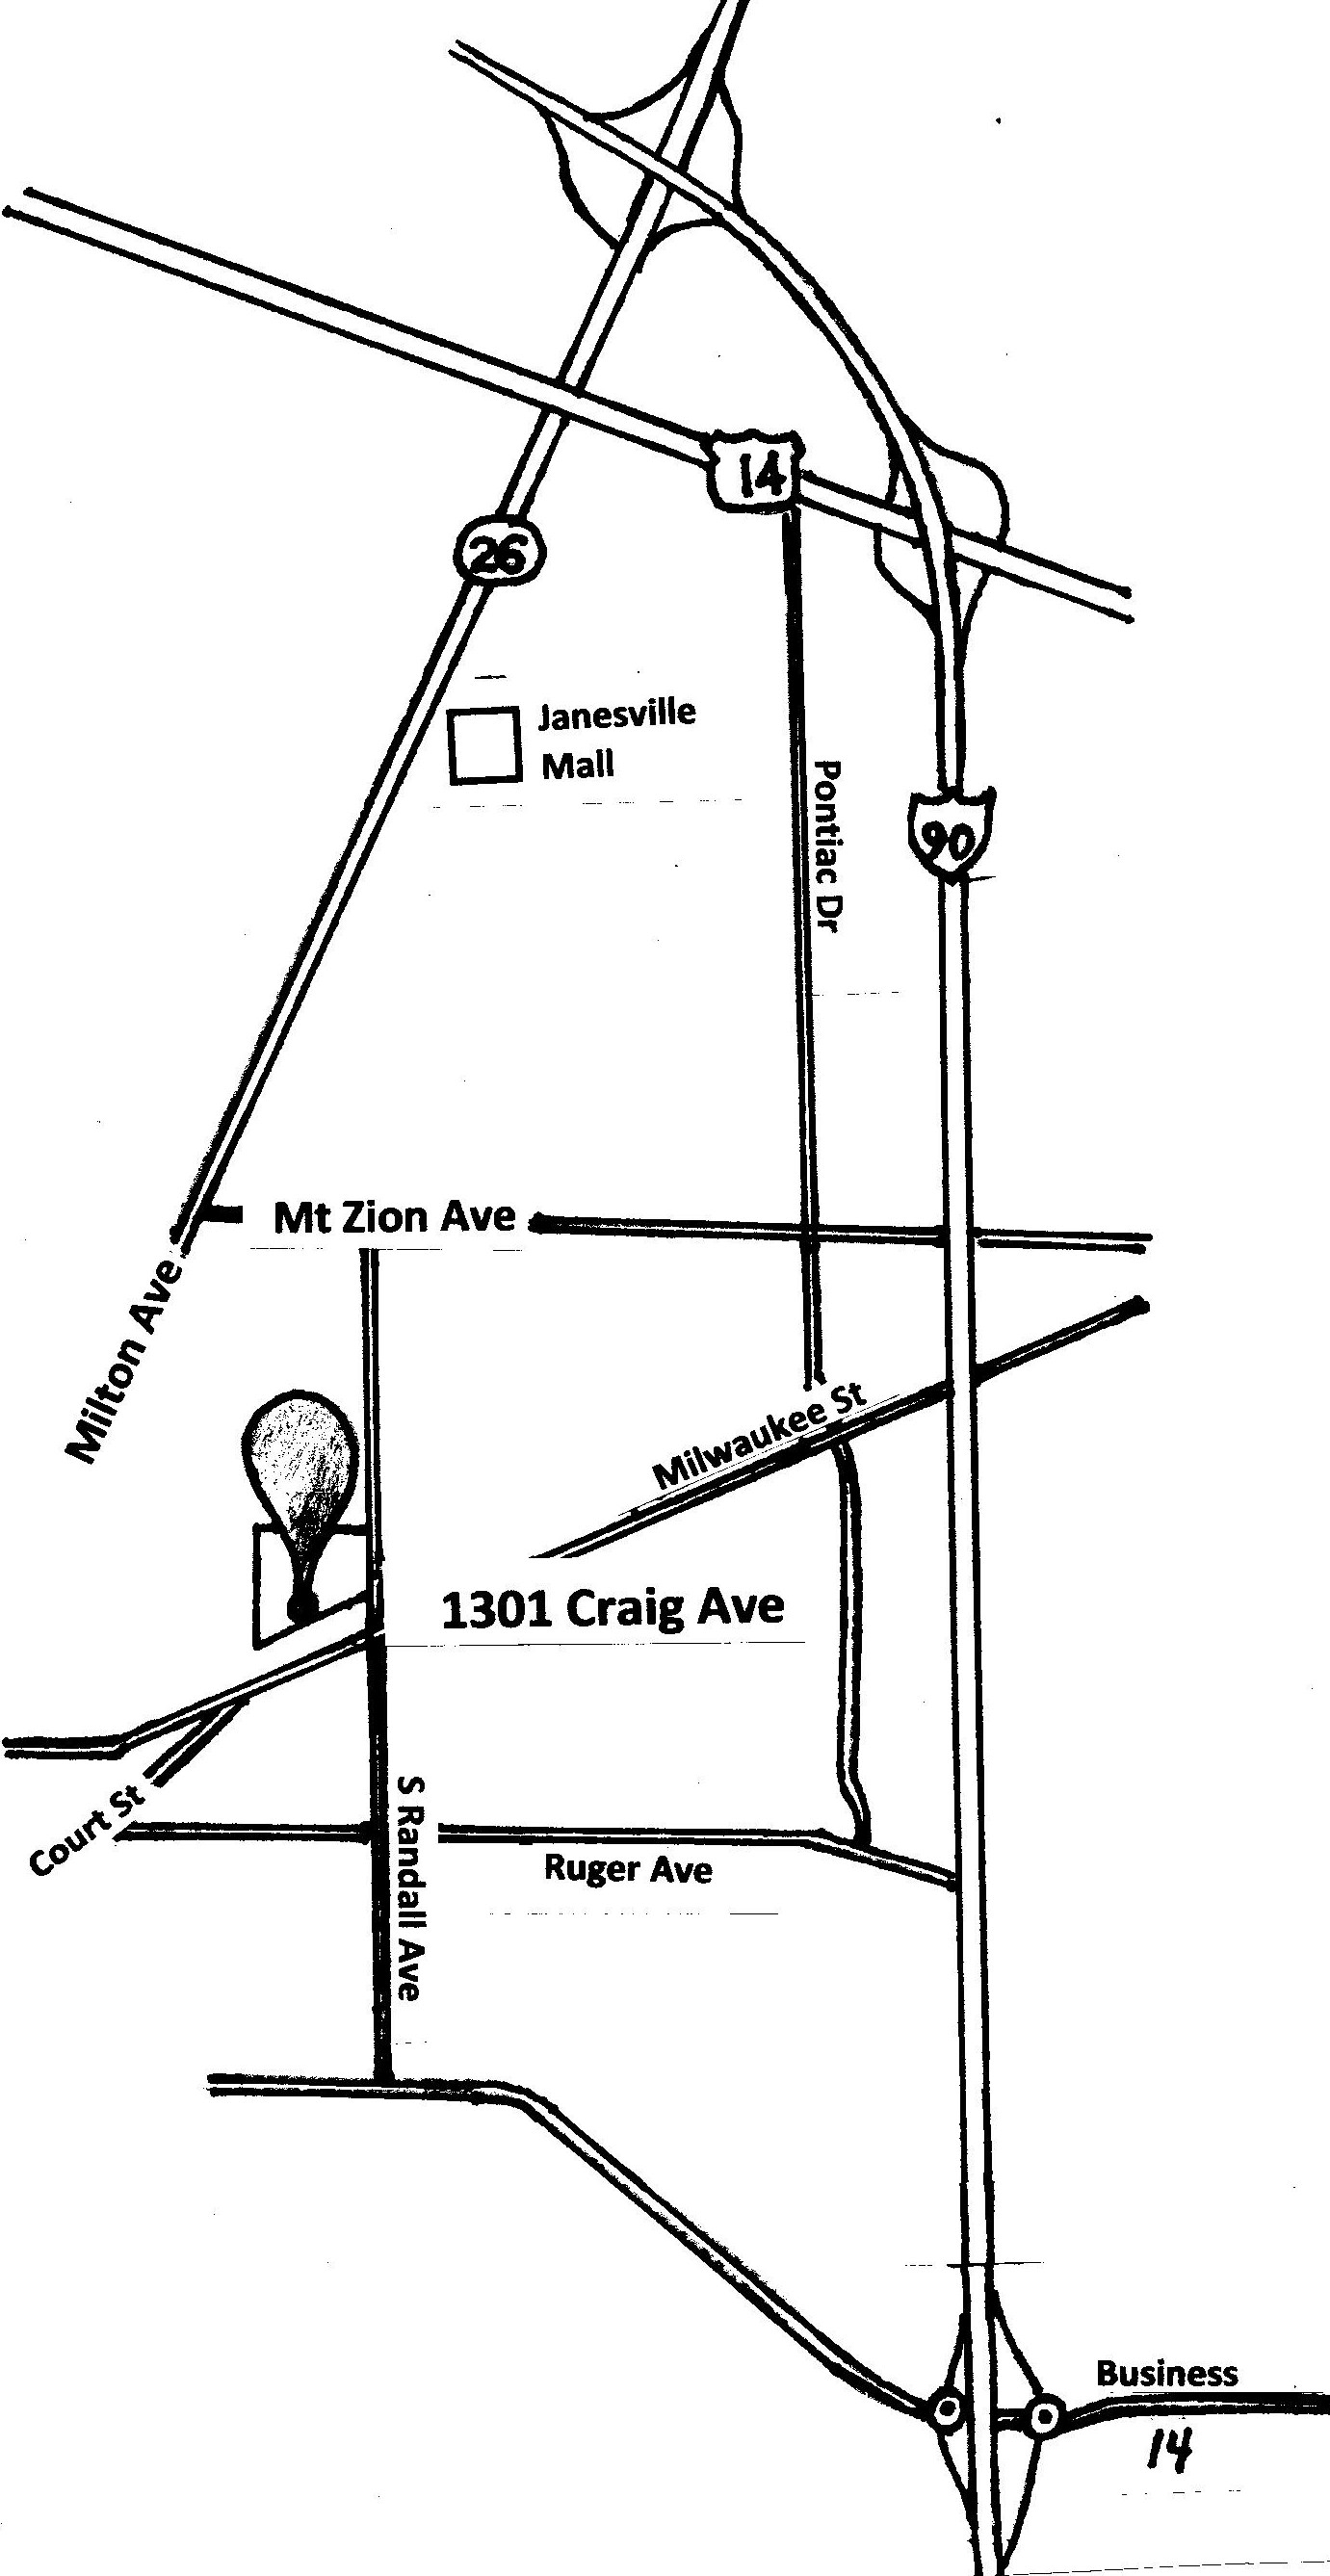 14
26
Janesville
Mall
Pontiac Dr
90
Mt Zion Ave
Milton Ave
Milwaukee St
1301 Craig Ave
Court St
S Randall Ave
Ruger Ave
Business
14